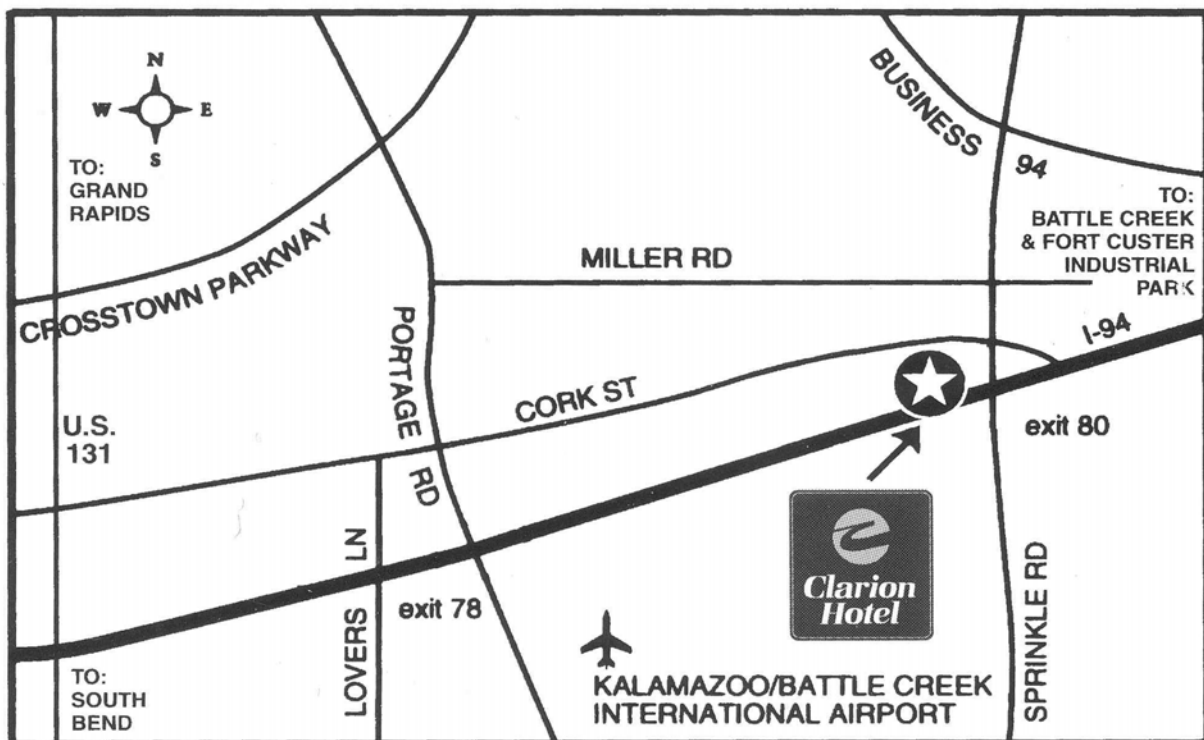 N
W E
S
TO:
GRAND
RAPIDS
CROSSTOWN PARKWAY
BUSINESS
94
TO:
BATTLE CREEK
& FORT CUSTER
INDUSTRIAL
PARK
MILLER RD
I-94
PORTAGE RD
CORK ST
U.S.
131
exit 80
LOVERS LN
exit 78
Clarion
Hotel
SPRINKLE RD
TO:
SOUTH
BEND
KALAMAZOO/BATTLE CREEK
INTERNATIONAL AIRPORT